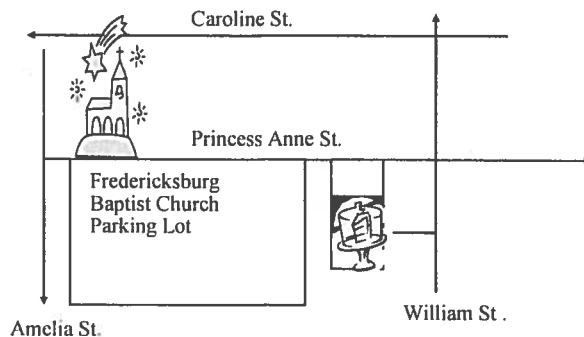 Caroline St.
Princess Anne St.
Fredericksburg
Baptist Church
Parking Lot
William St .
Amelia St.